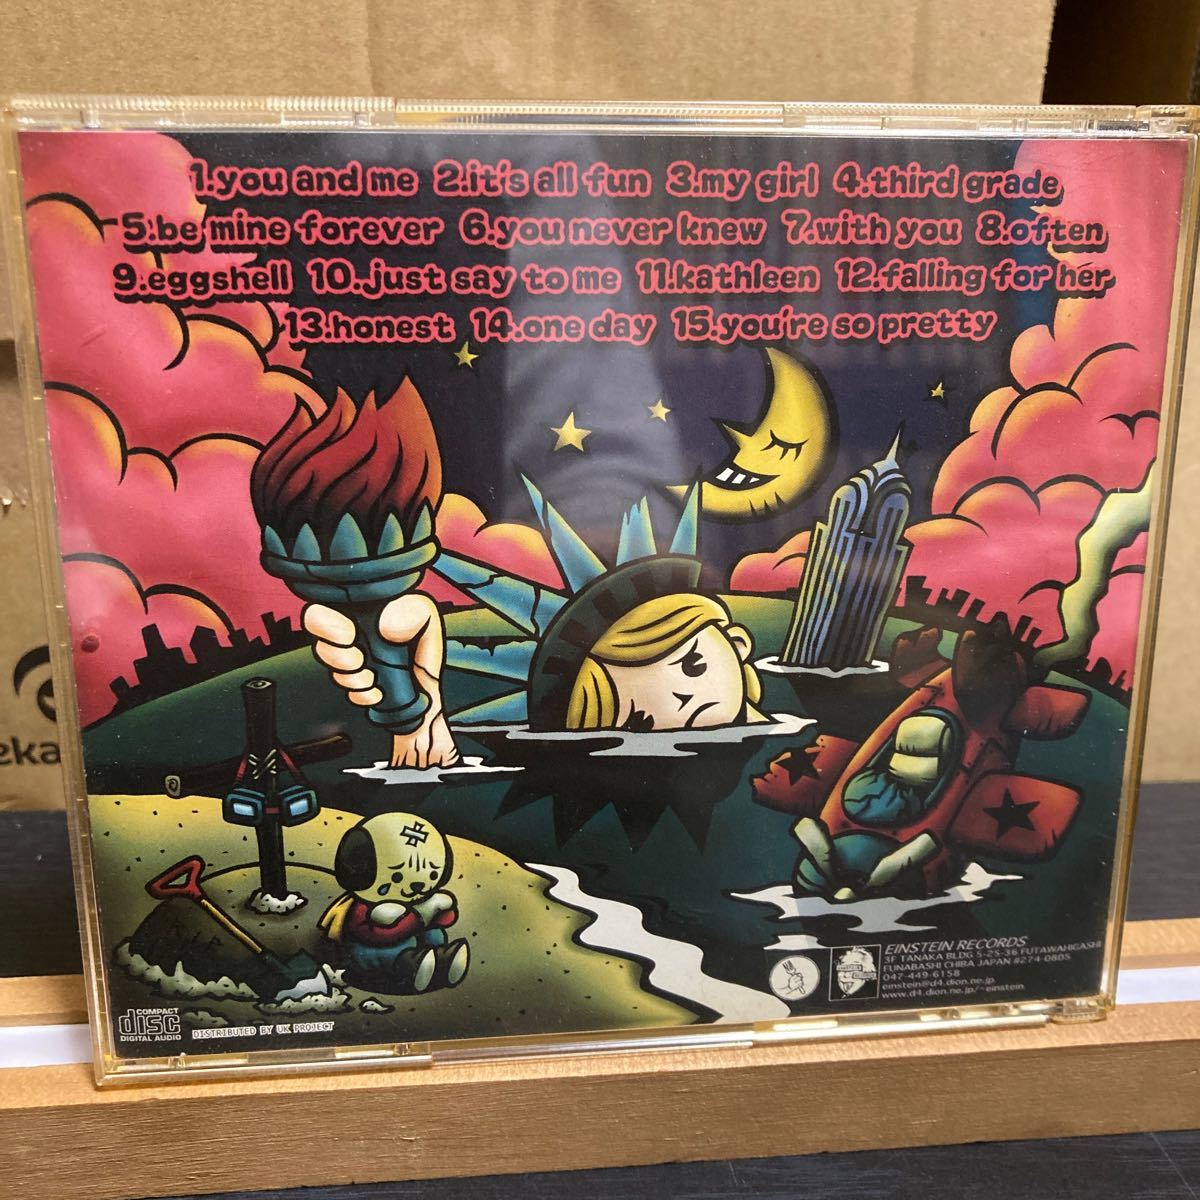 1.you and me 2.it's all fun 3.my girl 4.third grade
5.be mine forever 6.you never knew 7.with you 8.often
9.eggshell 10.just say to me 11.kathleen 12.falling for her
13.honest 14.one day 15.you're so pretty
EINSTEIN RECORDS
3F TANAKA BLDG 5-25-36 FUTAWAHIGASHI
FUNABASHI CHIBA JAPAN #274-0805
047-449-6158
einstein@d4.dion.ne.jp
www.d4.dion.ne.jp/~einstein
COMPACT
disc
DIGITAL AUDIO
DISTRIBUTED BY UK PROJECT
eka